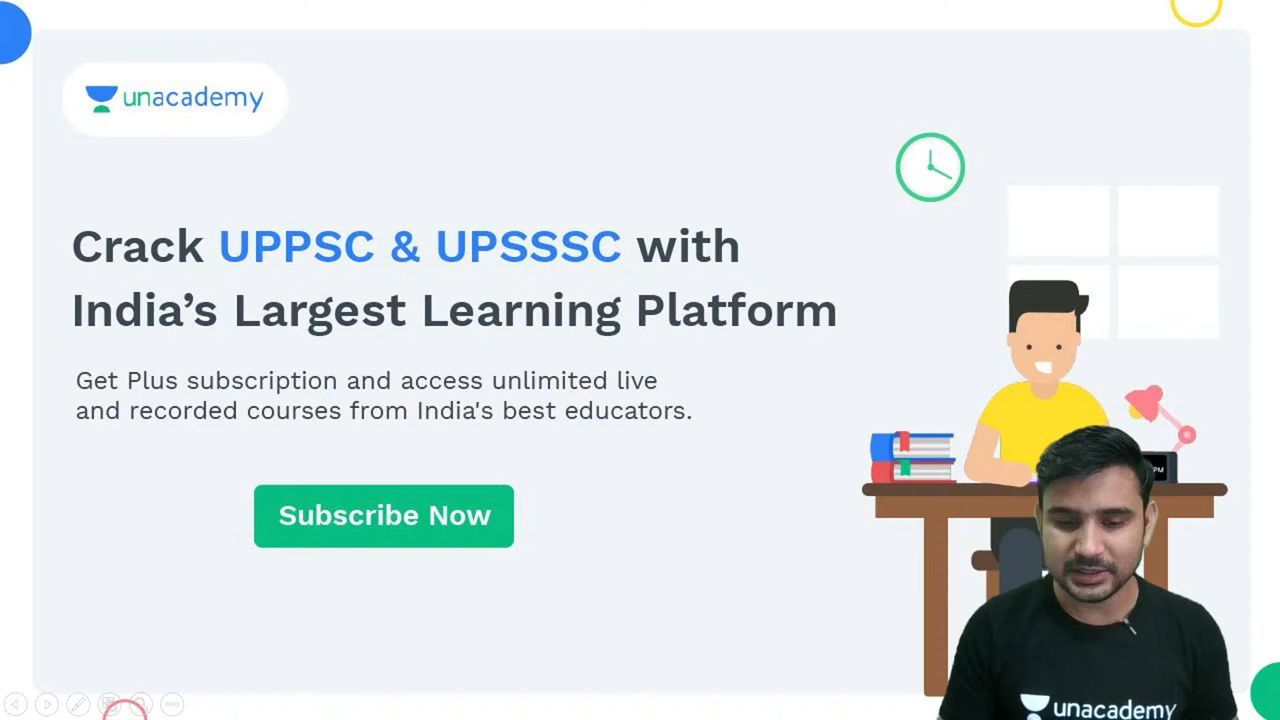 unacademy
Crack UPPSC & UPSSSC with
India's Largest Learning Platform
Get Plus subscription and access unlimited live
and recorded courses from India's best educators.
PM
Subscribe Now
unacademy